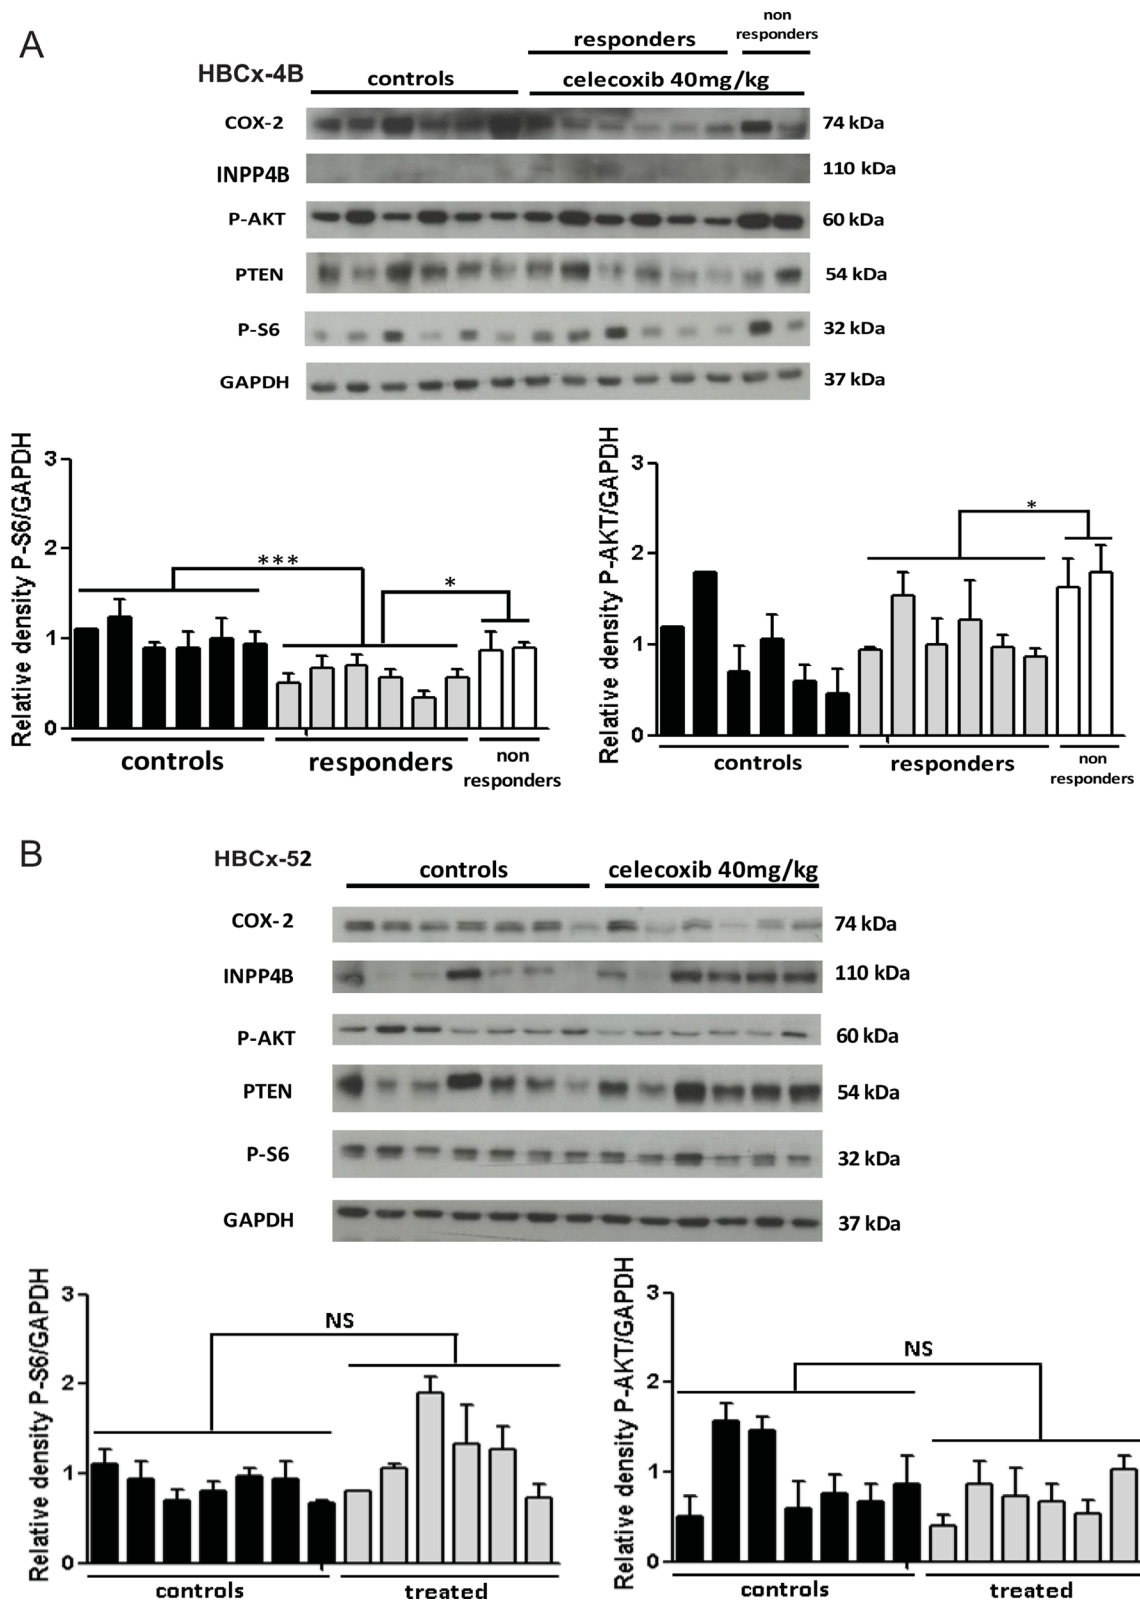 A
non
responders
responders
HBCx-4B
controls
celecoxib 40mg/kg
COX-2
74 kDa
INPP4B
110 kDa
P-AKT
60 kDa
PTEN
54 kDa
P-S6
32 kDa
GAPDH
37 kDa
Relative density P-S6/GAPDH
3
2
1
0
***
*
controls
responders
non
responders
Relative density P-AKT/GAPDH
3
2
1
0
*
controls
responders
non
responders
B
HBCx-52
controls
celecoxib 40mg/kg
COX-2
74 kDa
INPP4B
110 kDa
P-AKT
60 kDa
PTEN
54 kDa
P-S6
32 kDa
GAPDH
37 kDa
Relative density P-S6/GAPDH
3
2
1
0
NS
controls
treated
Relative density P-AKT/GAPDH
3
2
1
0
NS
controls
treated